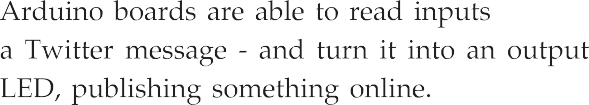 Arduino boards are able to read inputs
a Twitter message - and turn it into an output
LED, publishing something online.